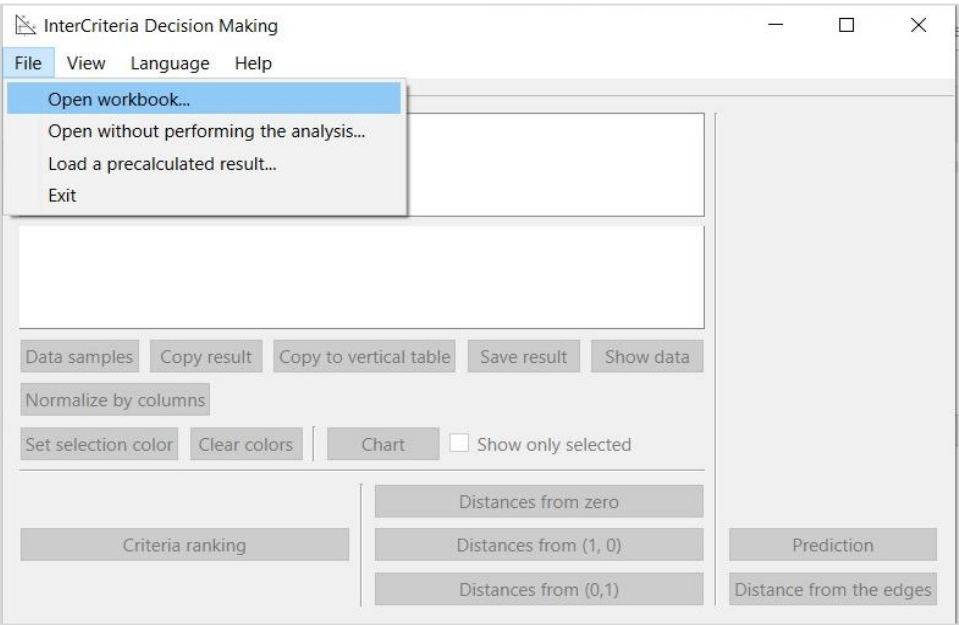 InterCriteria Decision Making
File View Language Help
Open workbook...
Open without performing the analysis...
Load a precalculated result...
Exit
Data samples Copy result Copy to vertical table Save result Show data
Normalize by columns
Set selection color Clear colors Chart Show only selected
Distances from zero
Criteria ranking Distances from (1, 0) Prediction
Distances from (0,1) Distance from the edges